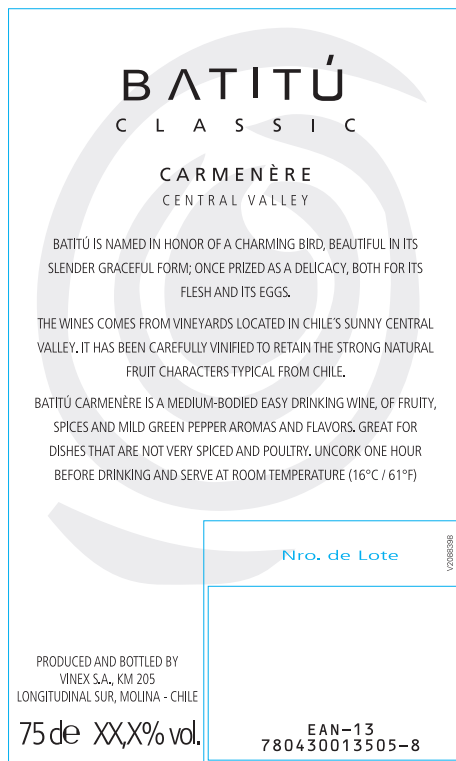 BATITÚ
CLASSIC
CARMENÈRE
CENTRAL VALLEY
BATITÚ IS NAMED IN HONOR OF A CHARMING BIRD, BEAUTIFUL IN ITS
SLENDER GRACEFUL FORM; ONCE PRIZED AS A DELICACY, BOTH FOR ITS
FLESH AND ITS EGGS.
THE WINES COMES FROM VINEYARDS LOCATED IN CHILE'S SUNNY CENTRAL
VALLEY. IT HAS BEEN CAREFULLY VINIFIED TO RETAIN THE STRONG NATURAL
FRUIT CHARACTERS TYPICAL FROM CHILE.
BATITÚ CARMENÈRE IS A MEDIUM-BODIED EASY DRINKING WINE, OF FRUITY,
SPICES AND MILD GREEN PEPPER AROMAS AND FLAVORS. GREAT FOR
DISHES THAT ARE NOT VERY SPICED AND POULTRY. UNCORK ONE HOUR
BEFORE DRINKING AND SERVE AT ROOM TEMPERATURE (16°C / 61°F)
Nro. de Lote
V2088398
PRODUCED AND BOTTLED BY
VINEX S.A., KM 205
LONGITUDINAL SUR, MOLINA - CHILE
75 de XX,X% vol.
EAN-13
780430013505-8